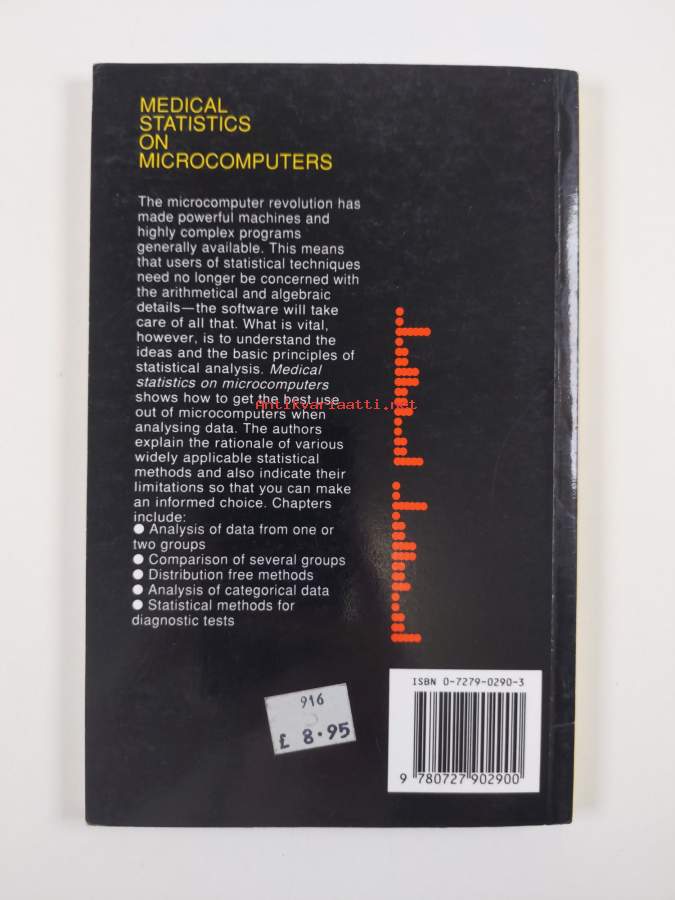 MEDICAL
STATISTICS
ON
MICROCOMPUTERS
The microcomputer revolution has
made powerful machines and
highly complex programs
generally available. This means
that users of statistical techniques
need no longer be concerned with
the arithmetical and algebraic
details—the software will take
care of all that. What is vital,
however, is to understand the
ideas and the basic principles of
statistical analysis. Medical
statistics on microcomputers
shows how to get the best use
out of microcomputers when
analysing data. The authors
explain the rationale of various
widely applicable statistical
methods and also indicate their
limitations so that you can make
an informed choice. Chapters
include:
● Analysis of data from one or
two groups
● Comparison of several groups
● Distribution free methods
● Analysis of categorical data
● Statistical methods for
diagnostic tests
Antikvariaatti.net
916
£ 8·95
ISBN 0-7279-0290-3
9 780727 902900